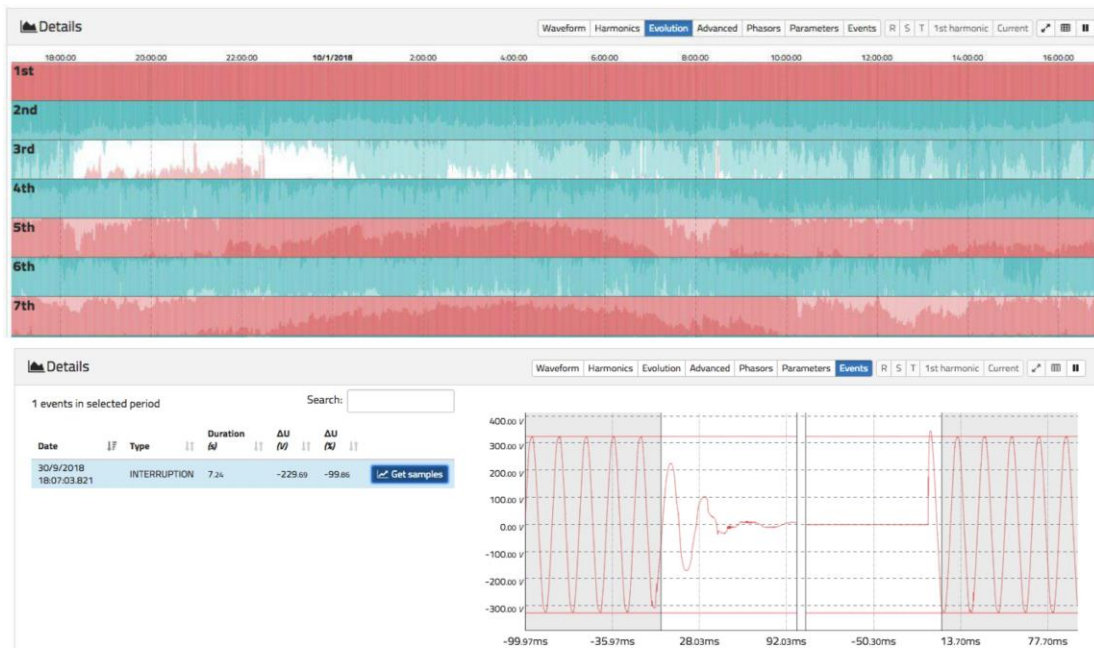 Details
Waveform Harmonics Evolution Advanced Phasors Parameters Events R S T 1st harmonic Current
18:00:00 20:00:00 22:00:00 10/1/2018 2:00:00 4:00:00 6:00:00 8:00:00 10:00:00 12:00:00 14:00:00 16:00:00
1st
2nd
3rd
4th
5th
6th
7th
Details
Waveform Harmonics Evolution Advanced Phasors Parameters Events R S T 1st harmonic Current
1 events in selected period Search:
Date Type Duration (s) ΔU (V) ΔU (%)
30/9/2018 18:07:03.821 INTERRUPTION 7.24 -229.69 -99.86 Get samples
400.00 V
300.00 V
200.00 V
100.00 V
0.00 V
-100.00 V
-200.00 V
-300.00 V
-99.97ms -35.97ms 28.03ms 92.03ms -50.30ms 13.70ms 77.70ms